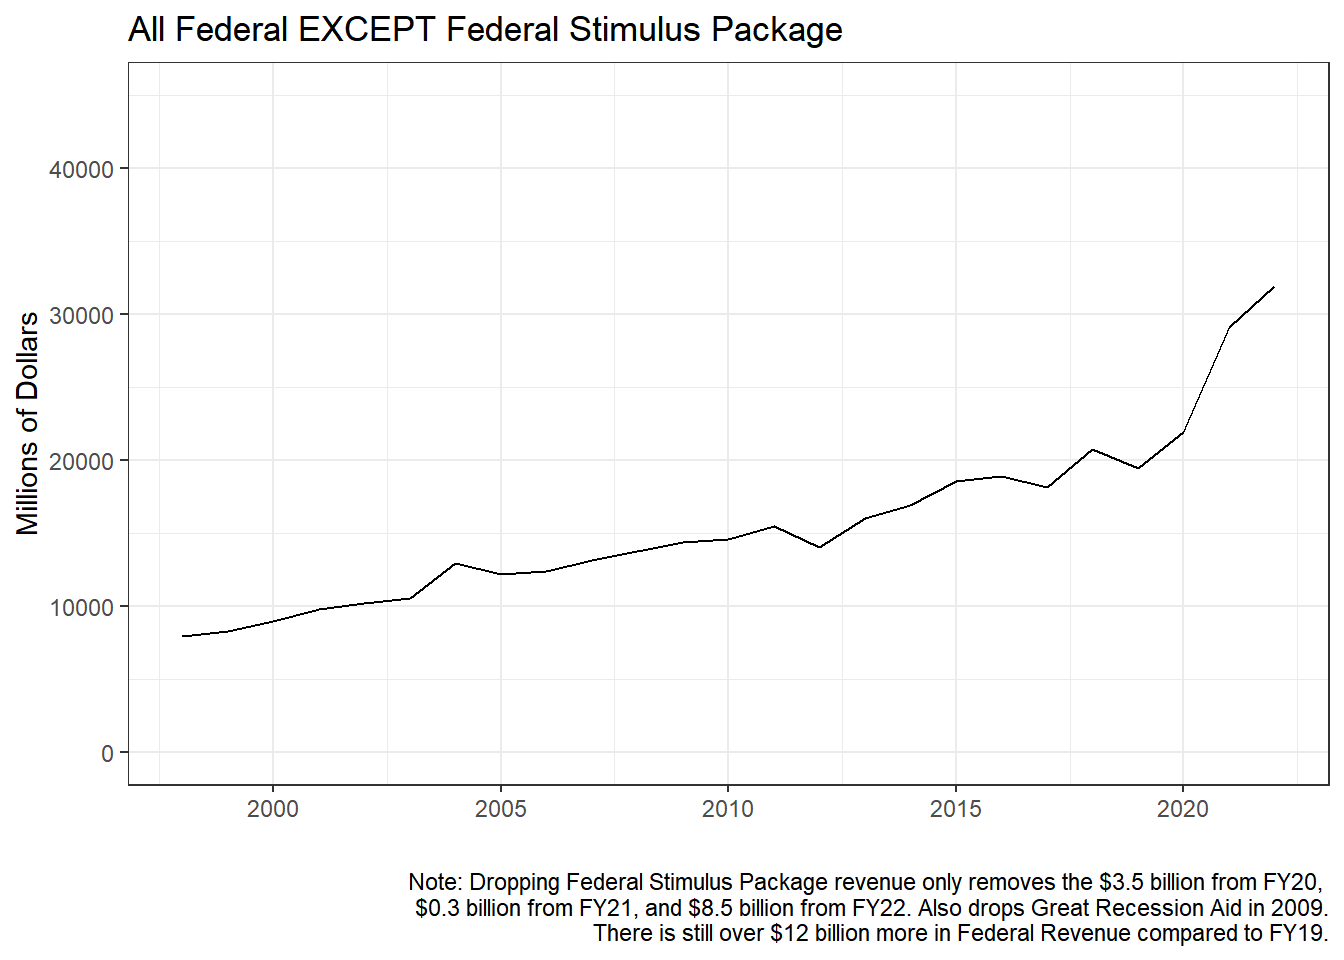 All Federal EXCEPT Federal Stimulus Package
Millions of Dollars
40000
30000
20000
10000
0
2000
2005
2010
2015
2020
Note: Dropping Federal Stimulus Package revenue only removes the $3.5 billion from FY20,
$0.3 billion from FY21, and $8.5 billion from FY22. Also drops Great Recession Aid in 2009.
There is still over $12 billion more in Federal Revenue compared to FY19.